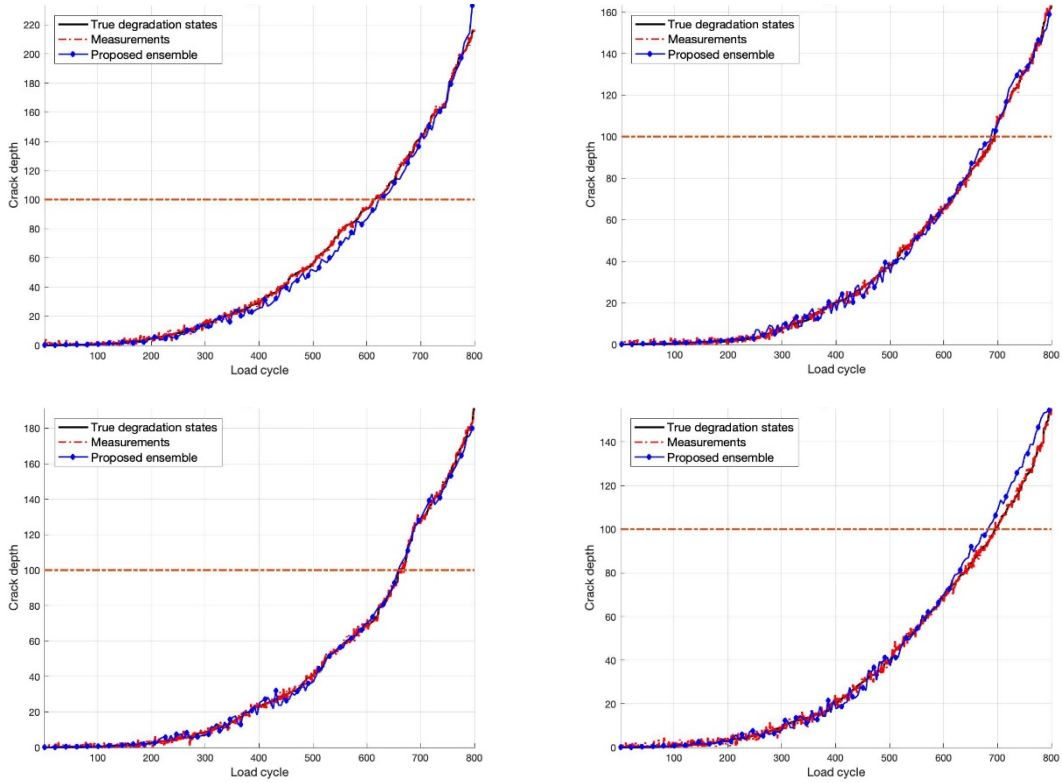 True degradation states
Measurements
Proposed ensemble
Crack depth
220
200
180
160
140
120
100
80
60
40
20
0
100 200 300 400 500 600 700 800
Load cycle
True degradation states
Measurements
Proposed ensemble
Crack depth
160
140
120
100
80
60
40
20
0
100 200 300 400 500 600 700 800
Load cycle
True degradation states
Measurements
Proposed ensemble
Crack depth
180
160
140
120
100
80
60
40
20
0
100 200 300 400 500 600 700 800
Load cycle
True degradation states
Measurements
Proposed ensemble
Crack depth
140
120
100
80
60
40
20
0
100 200 300 400 500 600 700 800
Load cycle